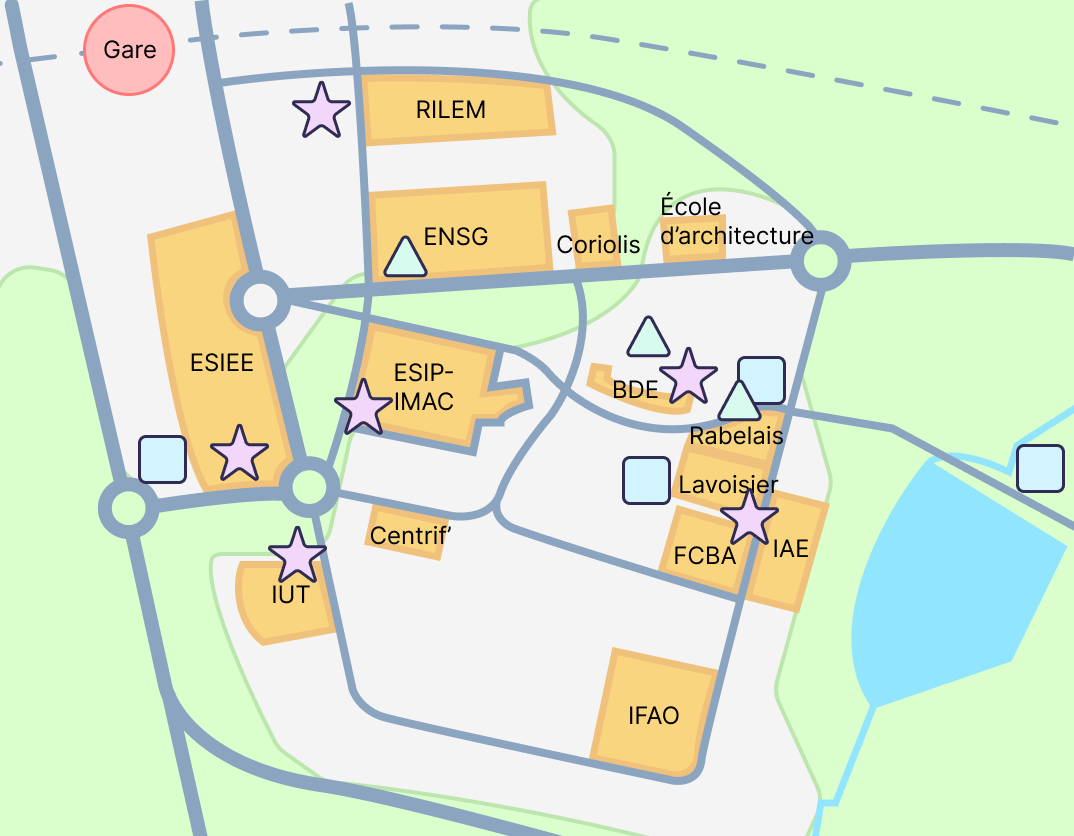 Gare
RILEM
ENSG
Coriolis
École
d’architecture
ESIEE
ESIP-
IMAC
BDE
Rabelais
Lavoisier
Centrif’
FCBA
IAE
IUT
IFAO